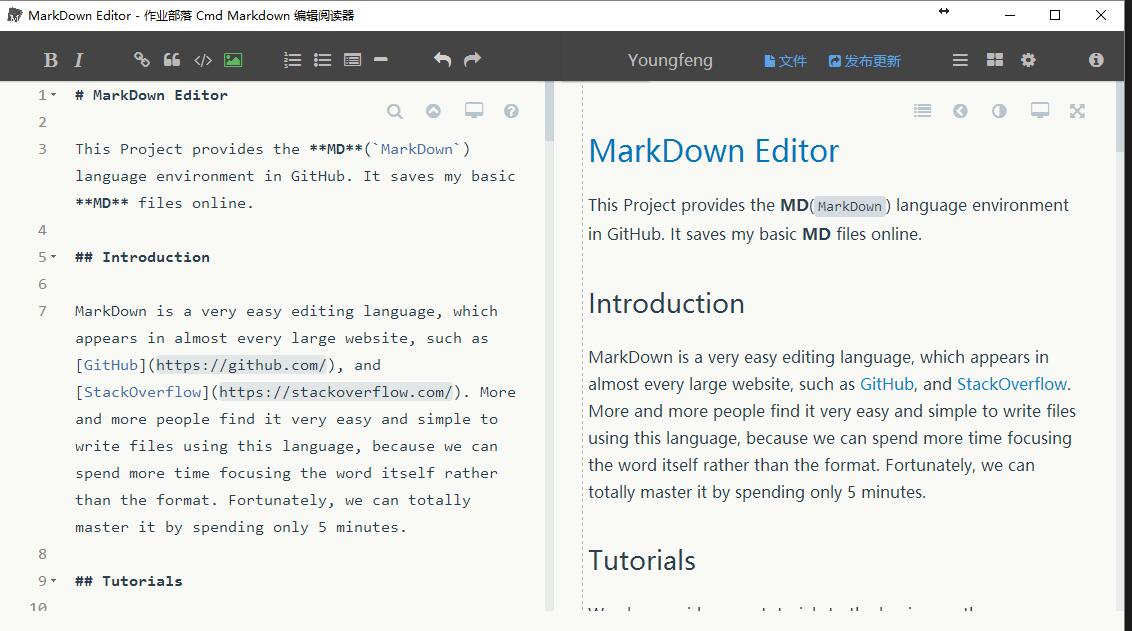 MarkDown Editor - 作业部落 Cmd Markdown 编辑阅读器
B I </> Youngfeng 文件 发布更新
1 # MarkDown Editor
2
3 This Project provides the **MD**(`MarkDown`)
language environment in GitHub. It saves my basic
**MD** files online.
4
5 ## Introduction
6
7 MarkDown is a very easy editing language, which
appears in almost every large website, such as
[GitHub](https://github.com/), and
[StackOverflow](https://stackoverflow.com/). More
and more people find it very easy and simple to
write files using this language, because we can
spend more time focusing the word itself rather
than the format. Fortunately, we can totally
master it by spending only 5 minutes.
8
9 ## Tutorials
10
MarkDown Editor
This Project provides the MD(MarkDown) language environment
in GitHub. It saves my basic MD files online.
Introduction
MarkDown is a very easy editing language, which appears in
almost every large website, such as GitHub, and StackOverflow.
More and more people find it very easy and simple to write files
using this language, because we can spend more time focusing
the word itself rather than the format. Fortunately, we can
totally master it by spending only 5 minutes.
Tutorials